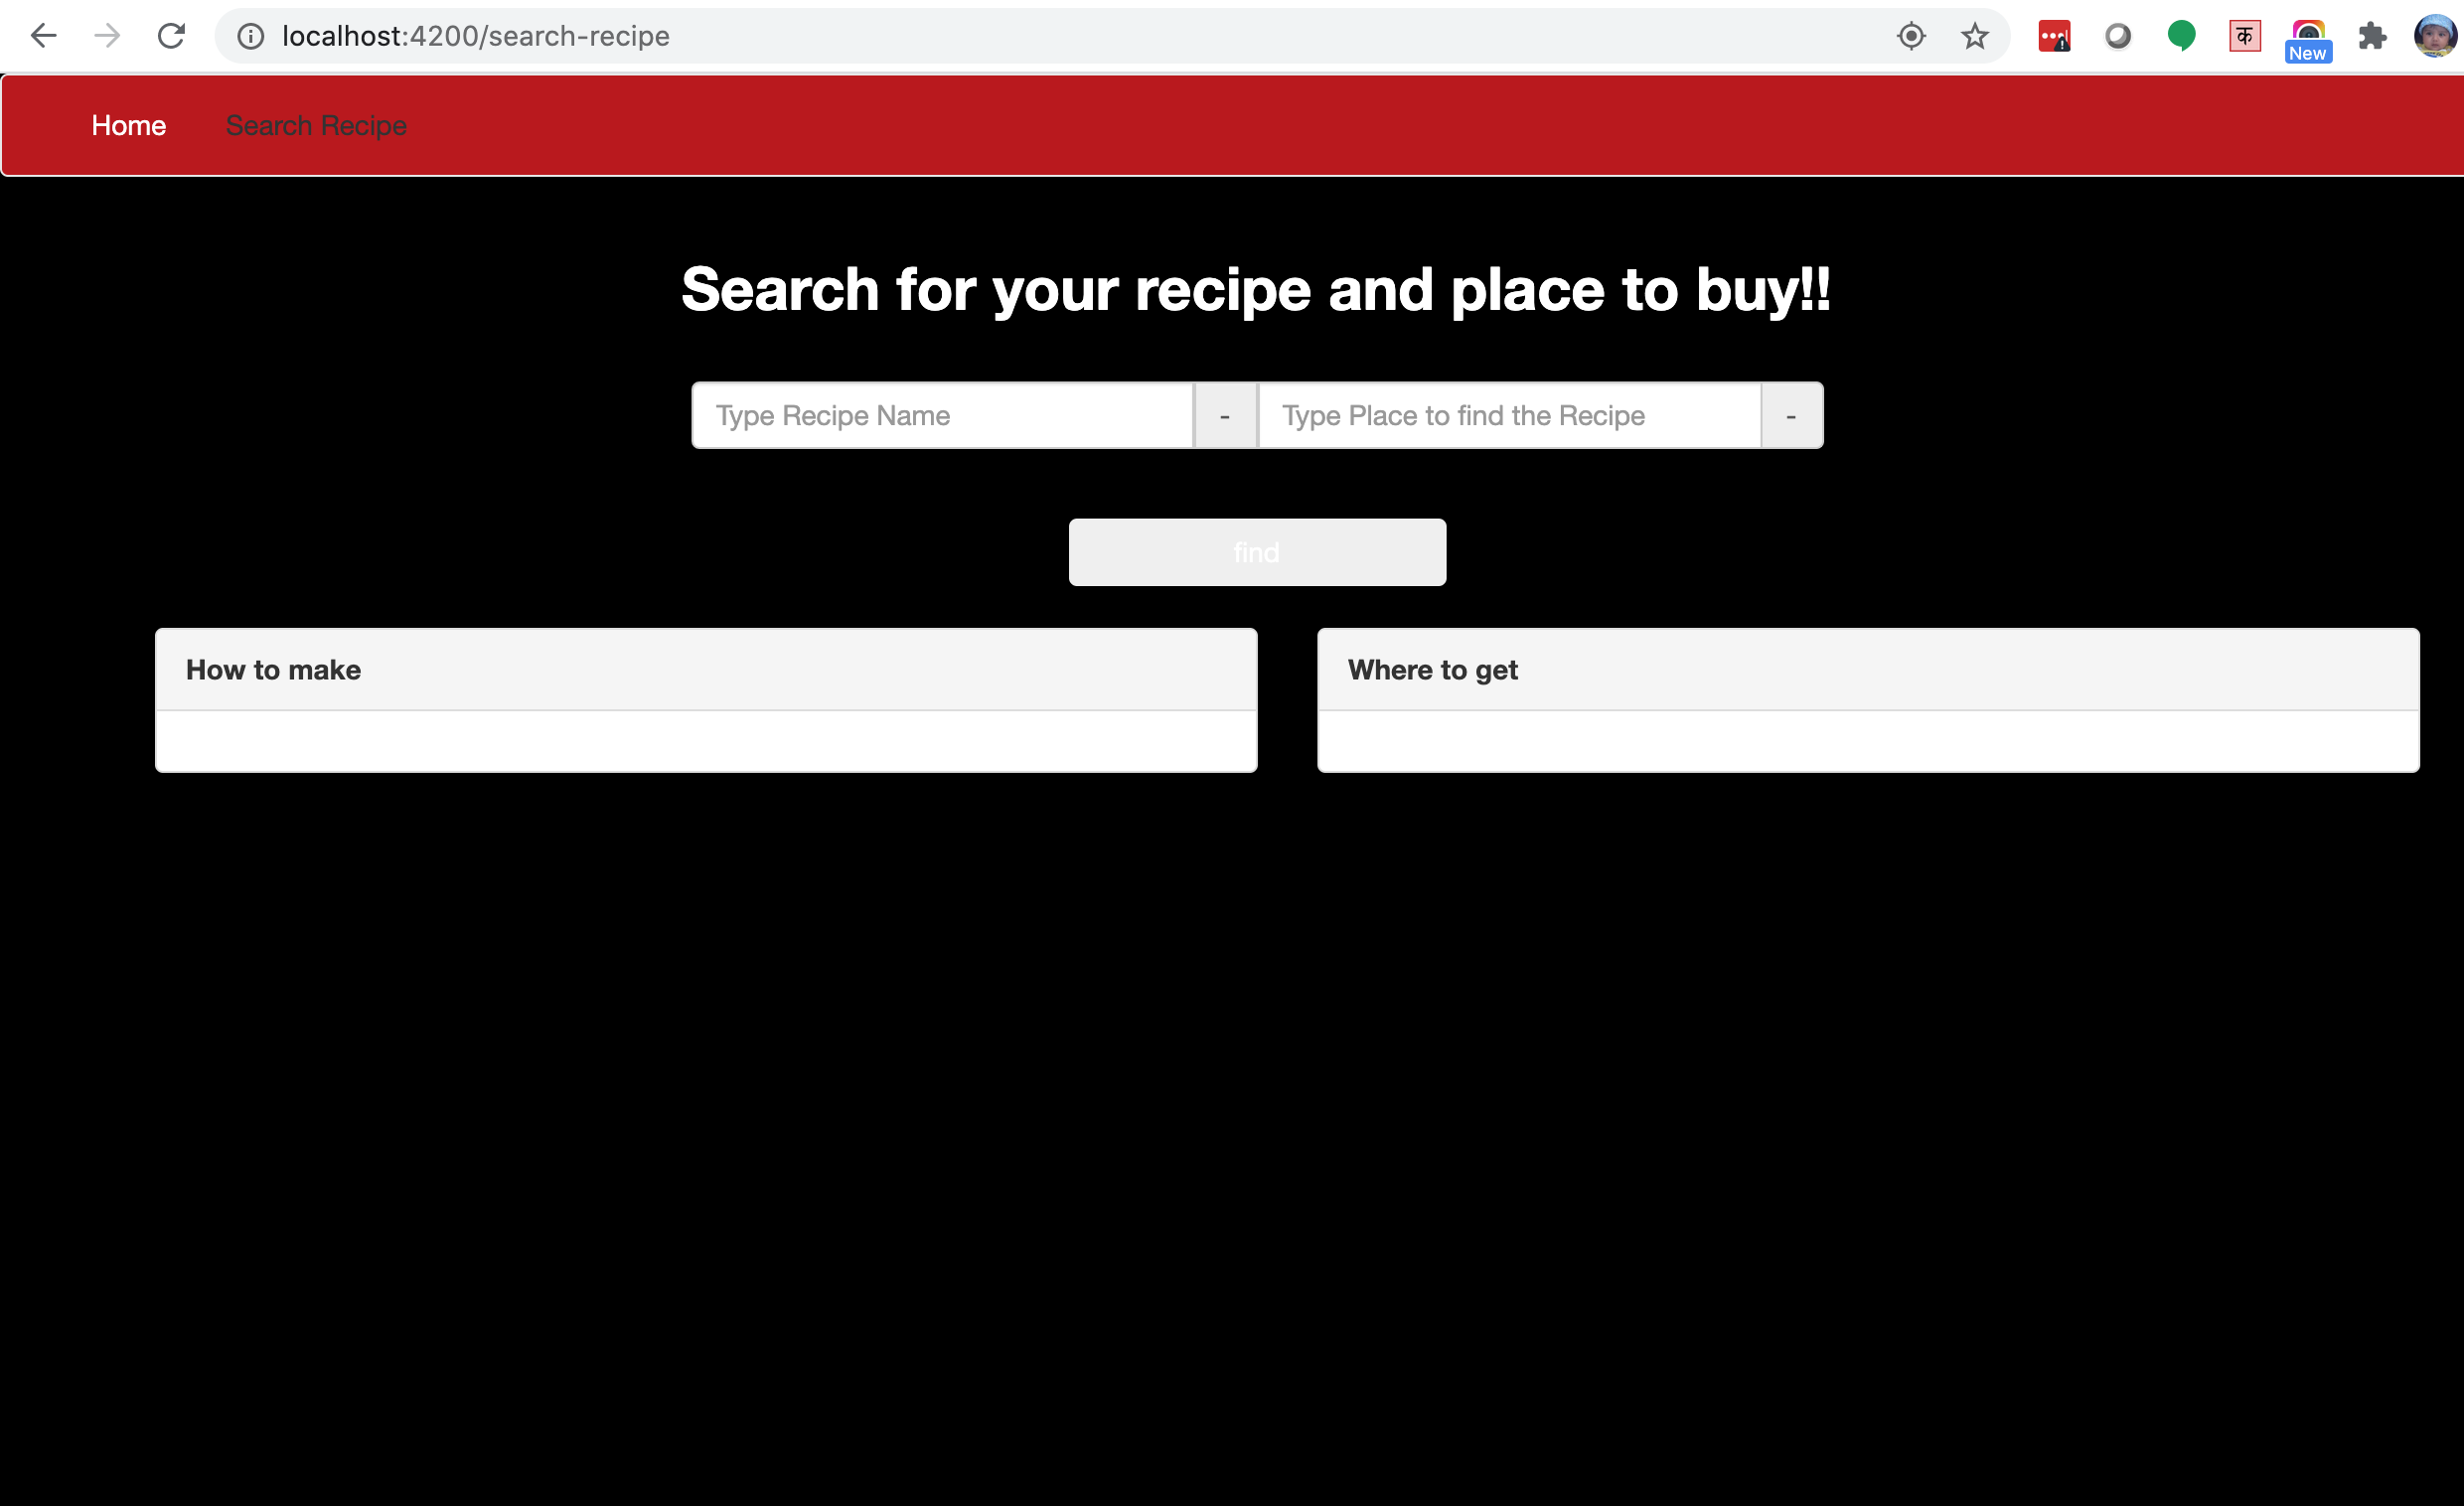 localhost:4200/search-recipe
क
New
Home Search Recipe
Search for your recipe and place to buy!!
Type Recipe Name - Type Place to find the Recipe -
find
How to make Where to get